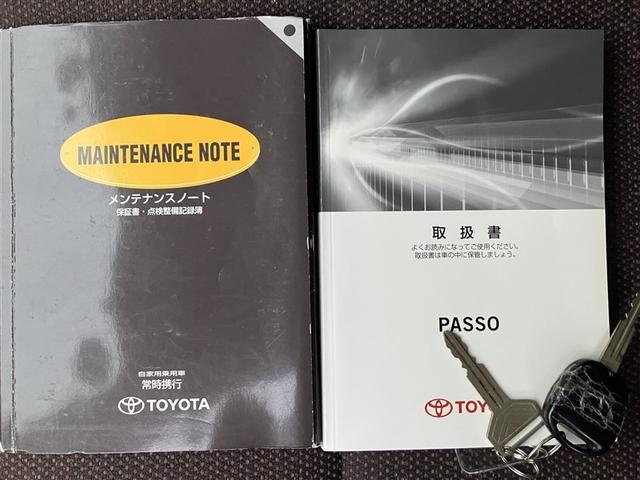 MAINTENANCE NOTE
メンテナンスノート
保証書・点検整備記録簿
自家用乗用車
常時携行
TOYOTA
取扱書
よくお読みになってご使用ください。
取扱書は車の中に保管しましょう。
PASSO
TOYO